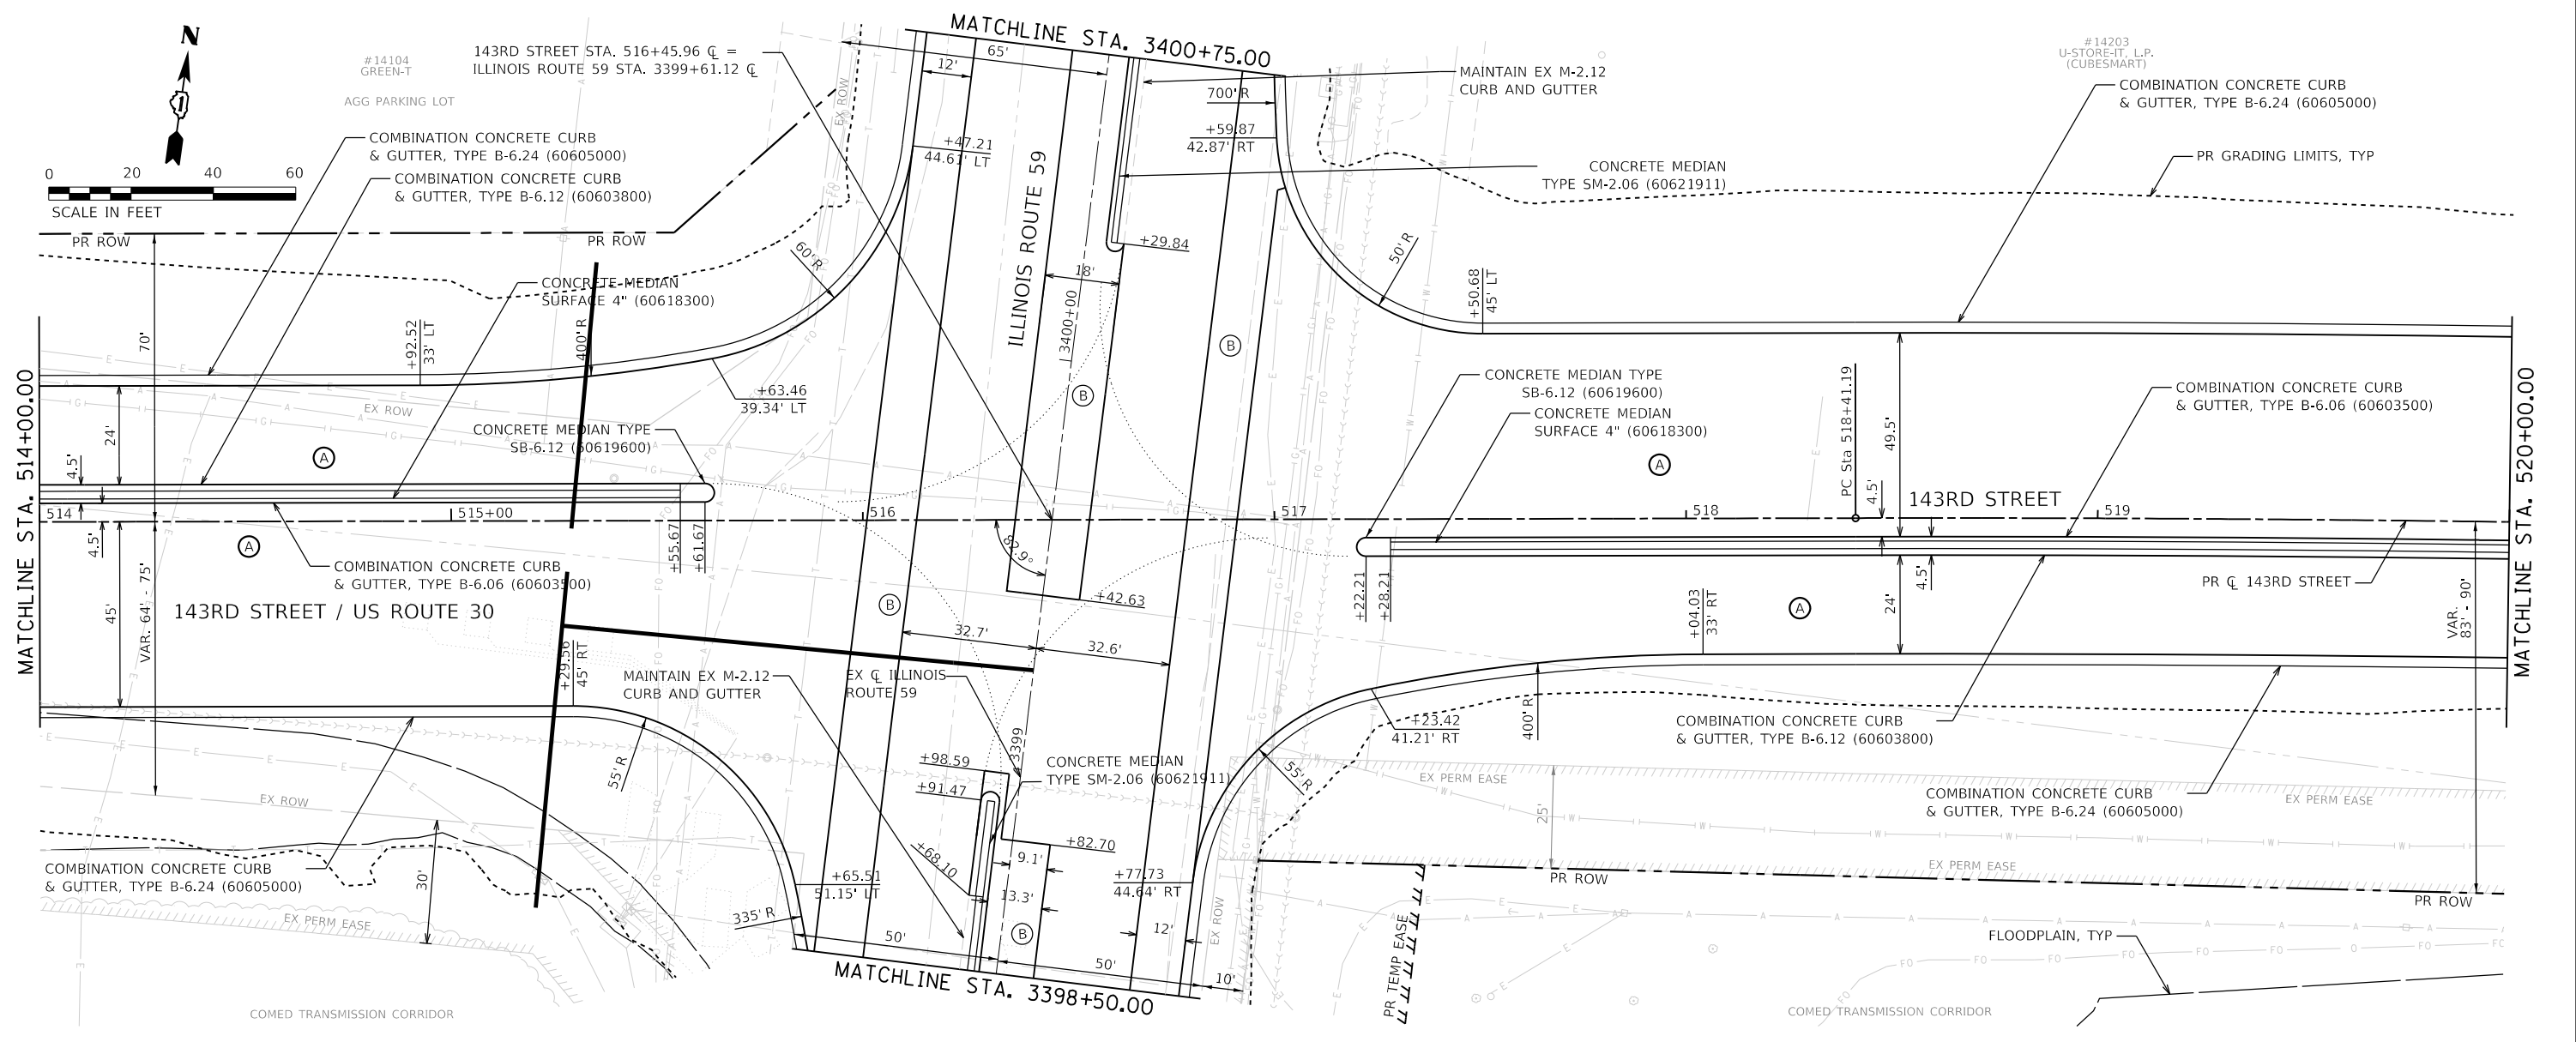 MATCHLINE STA. 3400+75.00
N
#14104
GREEN-T
AGG PARKING LOT
143RD STREET STA. 516+45.96 ℄ =
ILLINOIS ROUTE 59 STA. 3399+61.12 ℄
65'
12'
EX ROW
MAINTAIN EX M-2.12
CURB AND GUTTER
700' R
#14203
U-STORE-IT, L.P.
(CUBESMART)
COMBINATION CONCRETE CURB
& GUTTER, TYPE B-6.24 (60605000)
COMBINATION CONCRETE CURB
& GUTTER, TYPE B-6.24 (60605000)
COMBINATION CONCRETE CURB
& GUTTER, TYPE B-6.12 (60603800)
0 20 40 60
SCALE IN FEET
+47.21
44.61' LT
+59.87
42.87' RT
CONCRETE MEDIAN
TYPE SM-2.06 (60621911)
PR GRADING LIMITS, TYP
ILLINOIS ROUTE 59
PR ROW
PR ROW
60' R
+29.84
50' R
CONCRETE MEDIAN
SURFACE 4" (60618300)
18'
3400+00
+50.68
45' LT
70'
+92.52
33' LT
400' R
B
B
+63.46
39.34' LT
EX ROW
24'
CONCRETE MEDIAN TYPE
SB-6.12 (60619600)
CONCRETE MEDIAN TYPE
SB-6.12 (60619600)
CONCRETE MEDIAN
SURFACE 4" (60618300)
PC Sta 518+41.19
49.5'
COMBINATION CONCRETE CURB
& GUTTER, TYPE B-6.06 (60603500)
MATCHLINE STA. 514+00.00
MATCHLINE STA. 520+00.00
A
A
4.5'
4.5'
143RD STREET
514
515+00
516
517
518
519
4.5'
A
+55.67
+61.67
82.9°
COMBINATION CONCRETE CURB
& GUTTER, TYPE B-6.06 (60603500)
+22.21
+28.21
4.5'
PR ℄ 143RD STREET
143RD STREET / US ROUTE 30
45'
VAR. 64' - 75'
B
+42.63
32.7'
32.6'
+04.03
33' RT
A
24'
VAR.
83' - 90'
+29.56
45' RT
MAINTAIN EX M-2.12
CURB AND GUTTER
EX ℄ ILLINOIS
ROUTE 59
3399
+23.42
41.21' RT
400' R
COMBINATION CONCRETE CURB
& GUTTER, TYPE B-6.12 (60603800)
55' R
+98.59
+91.47
CONCRETE MEDIAN
TYPE SM-2.06 (60621911)
55' R
EX PERM EASE
EX PERM EASE
EX ROW
COMBINATION CONCRETE CURB
& GUTTER, TYPE B-6.24 (60605000)
25'
+82.70
+68.10
9.1'
13.3'
COMBINATION CONCRETE CURB
& GUTTER, TYPE B-6.24 (60605000)
30'
+65.51
51.15' LT
+77.73
44.64' RT
EX PERM EASE
PR ROW
PR ROW
EX PERM EASE
335' R
50'
B
12'
EX ROW
50'
10'
PR TEMP EASE
FLOODPLAIN, TYP
MATCHLINE STA. 3398+50.00
COMED TRANSMISSION CORRIDOR
COMED TRANSMISSION CORRIDOR